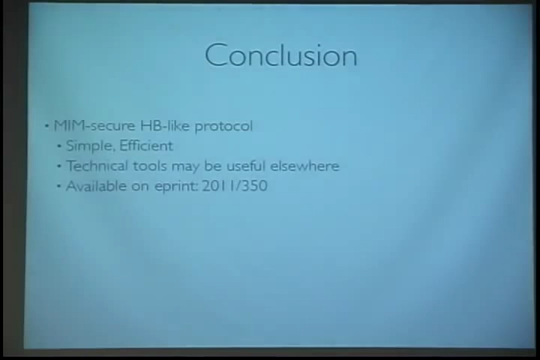 Conclusion
• MIM-secure HB-like protocol
• Simple, Efficient
• Technical tools may be useful elsewhere
• Available on eprint: 2011/350